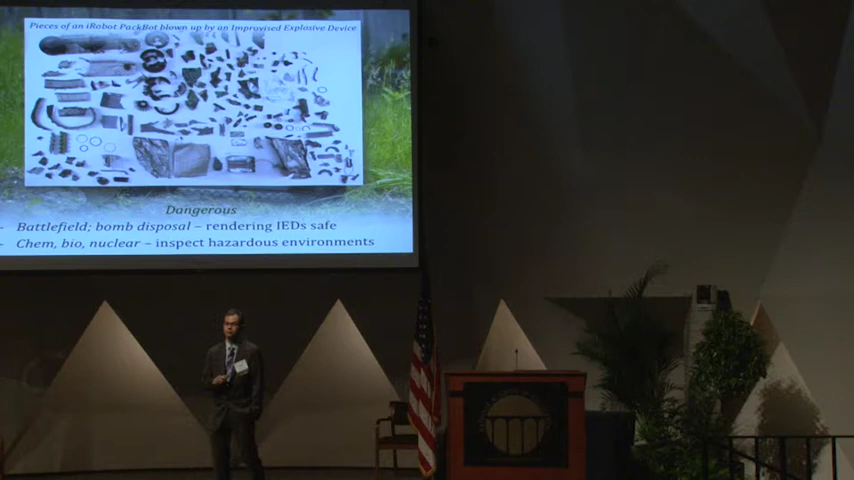 Pieces of an iRobot PackBot blown up by an Improvised Explosive Device
Dangerous
- Battlefield; bomb disposal – rendering IEDs safe
- Chem, bio, nuclear – inspect hazardous environments